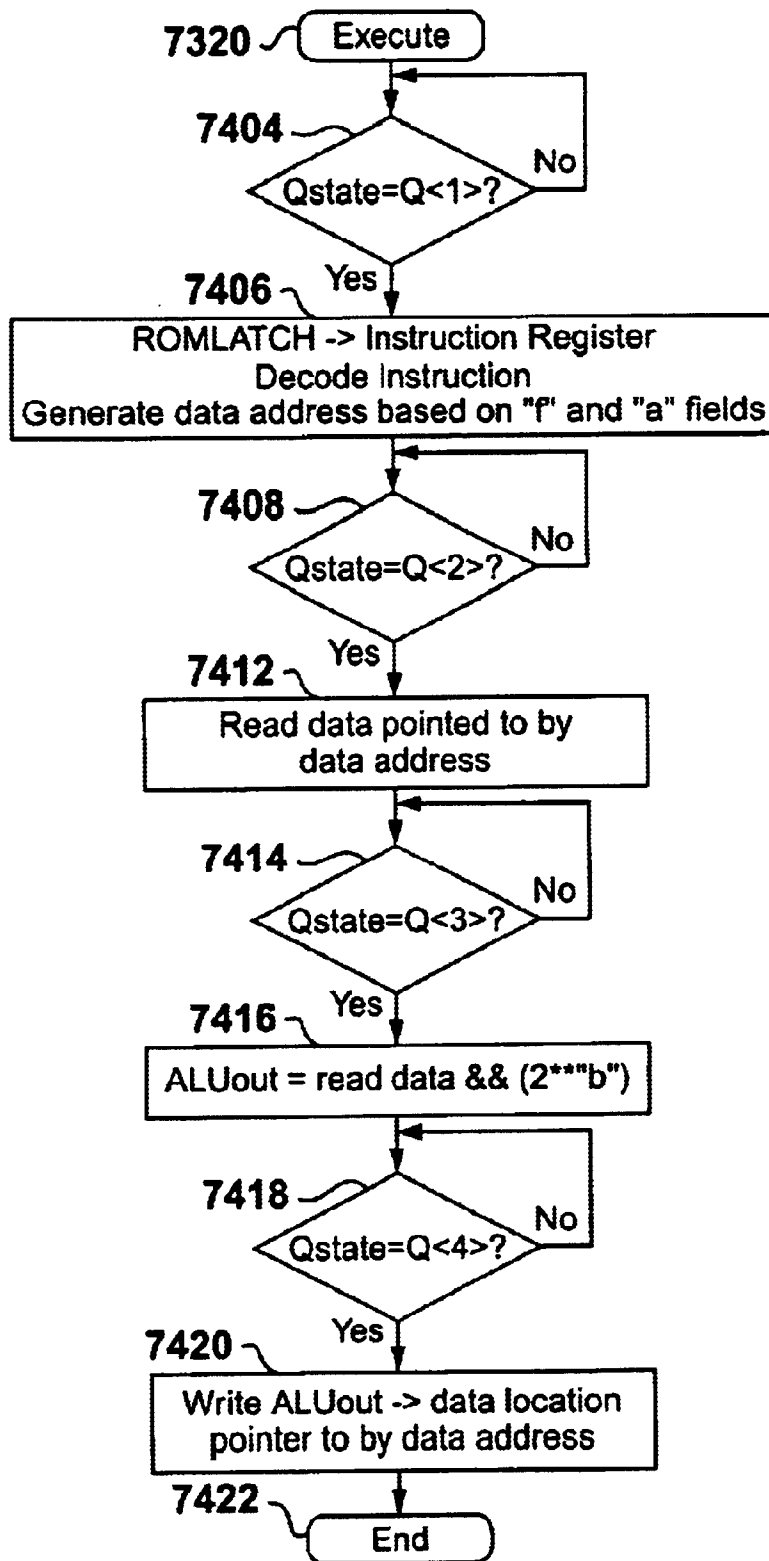 7320 Execute
7404
No
Qstate=Q<1>?
Yes
7406
ROMLATCH -> Instruction Register
Decode Instruction
Generate data address based on "f" and "a" fields
7408
No
Qstate=Q<2>?
Yes
7412
Read data pointed to by
data address
7414
No
Qstate=Q<3>?
Yes
7416
ALUout = read data && (2**"b")
7418
No
Qstate=Q<4>?
Yes
7420
Write ALUout -> data location
pointer to by data address
7422
End